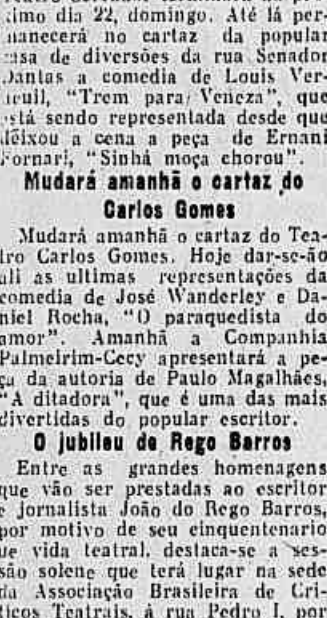 ximo dia 22, domingo. Até lá per-
manecerá no cartaz da popular
casa de diversões da rua Senador
Dantas a comedia de Louis Ver-
neuil, "Trem para Veneza", que
está sendo representada desde que
deixou a cena a peça de Ernani
Fornari, "Sinhá moça chorou".
Mudará amanhã o cartaz do
Carlos Gomes
Mudará amanhã o cartaz do Tea-
tro Carlos Gomes. Hoje dar-se-ão
ali as ultimas representações da
comedia de José Wanderley e Da-
niel Rocha, "O paraquedista do
amor". Amanhã a Companhia
Palmeirim-Cecy apresentará a pe-
ça da autoria de Paulo Magalhães,
"A ditadora", que é uma das mais
divertidas do popular escritor.
O jubileu de Rego Barros
Entre as grandes homenagens
que vão ser prestadas ao escritor
e jornalista João do Rego Barros,
por motivo de seu cinquentenario
de vida teatral, destaca-se a ses-
são solene que terá lugar na sede
da Associação Brasileira de Cri-
ticos Teatrais, á rua Pedro I, por